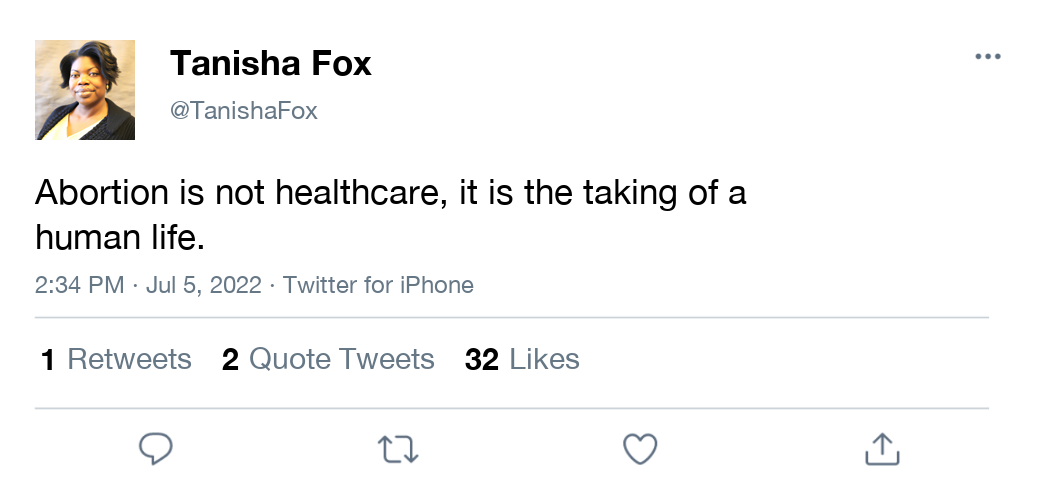 Tanisha Fox
@TanishaFox
Abortion is not healthcare, it is the taking of a
human life.
2:34 PM · Jul 5, 2022 · Twitter for iPhone
1 Retweets 2 Quote Tweets 32 Likes